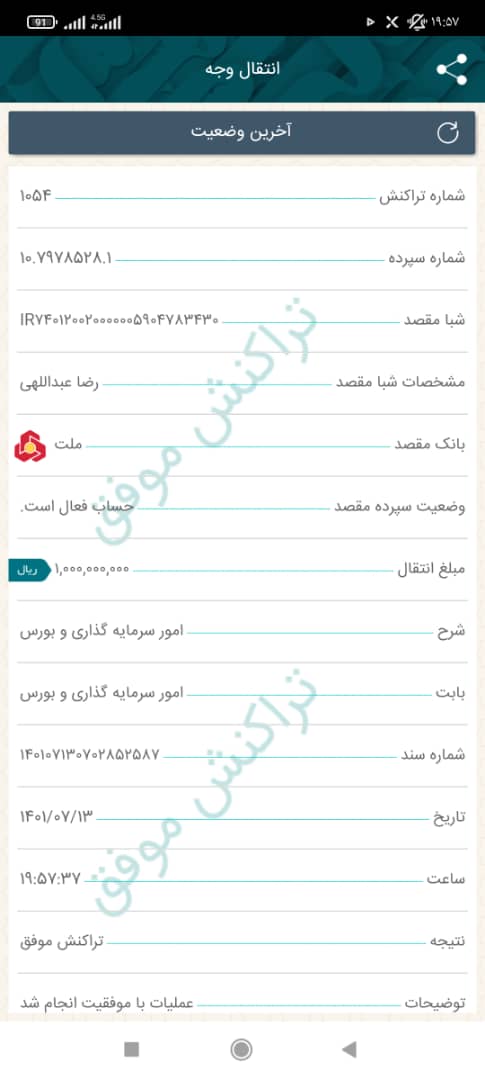 91 4.5G ۱۹:۵۷
انتقال وجه
آخرین وضعیت
شماره تراکنش ۱۰۵۴
شماره سپرده ۱۰.۷۹۷۸۵۲۸.۱
شبا مقصد IR۷۴۰۱۲۰۰۲۰۰۰۰۰۰۵۹۰۴۷۸۳۴۳۰
مشخصات شبا مقصد رضا عبداللهی
بانک مقصد ملت
وضعیت سپرده مقصد حساب فعال است.
مبلغ انتقال ۱,۰۰۰,۰۰۰,۰۰۰ ریال
شرح امور سرمایه گذاری و بورس
بابت امور سرمایه گذاری و بورس
شماره سند ۱۴۰۱۰۷۱۳۰۷۰۲۸۵۲۵۸۷
تاریخ ۱۴۰۱/۰۷/۱۳
ساعت ۱۹:۵۷:۳۷
نتیجه تراکنش موفق
توضیحات عملیات با موفقیت انجام شد
تراکنش موفق
تراکنش موفق